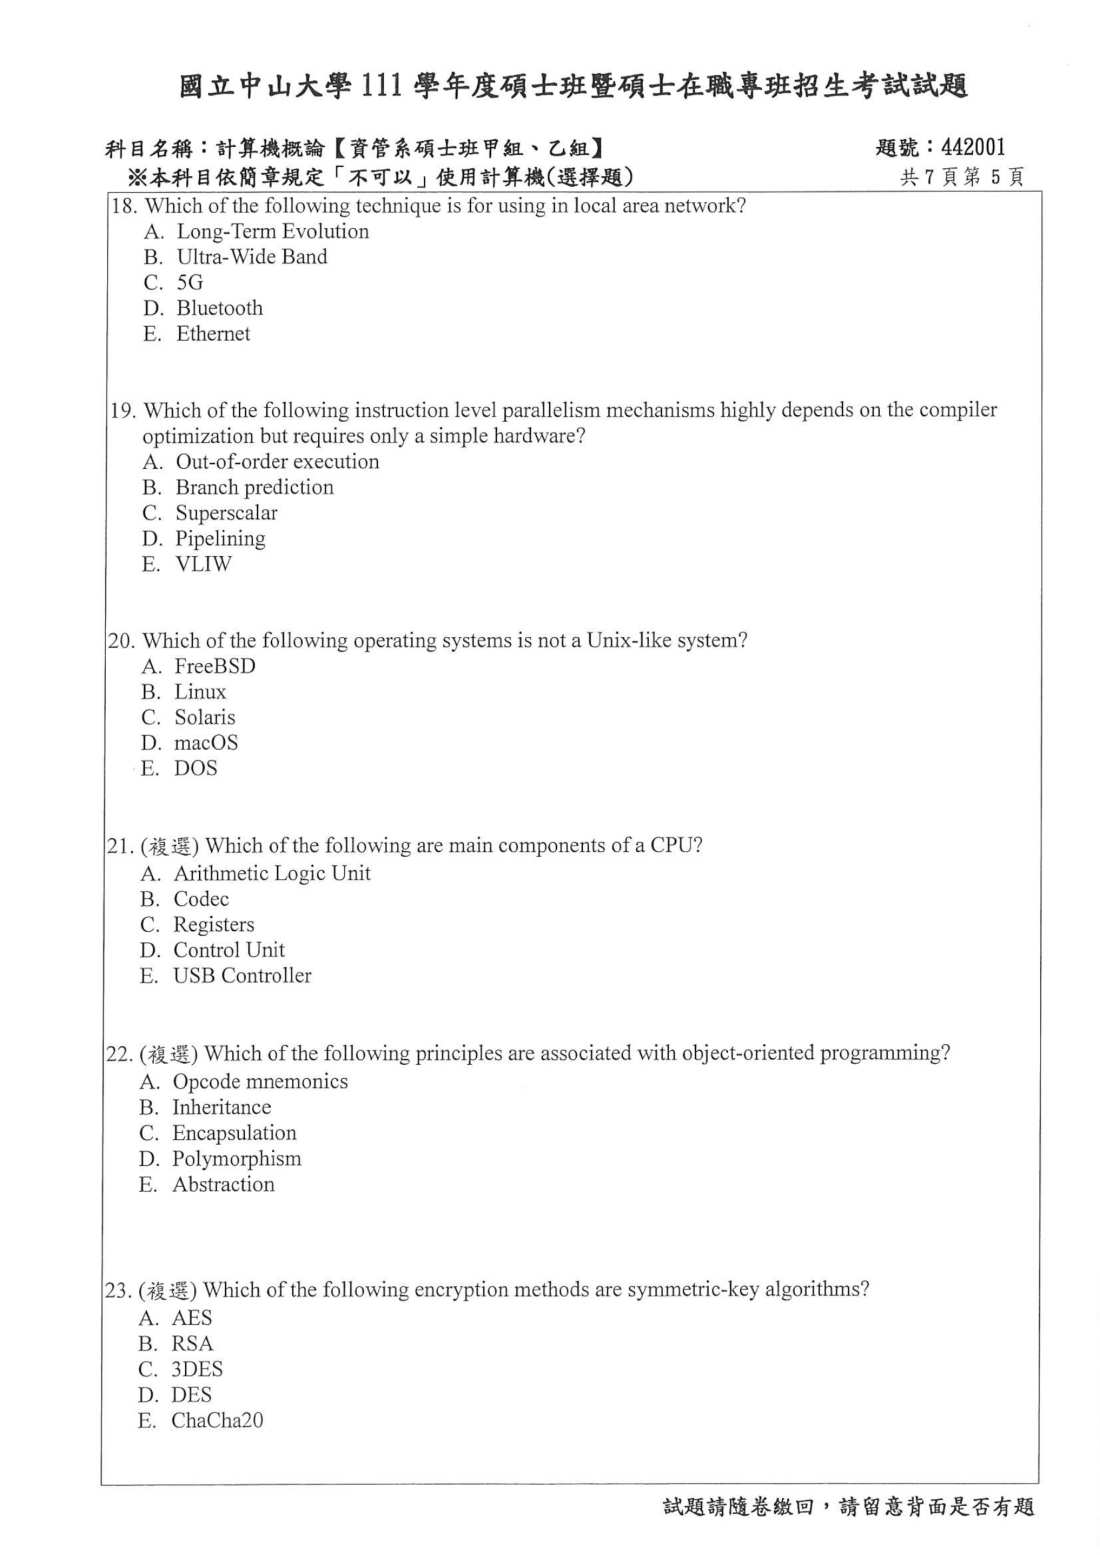 國立中山大學 111 學年度碩士班暨碩士在職專班招生考試試題
科目名稱：計算機概論【資管系碩士班甲組、乙組】 題號：442001
※本科目依簡章規定「不可以」使用計算機(選擇題) 共 7 頁第 5 頁
18. Which of the following technique is for using in local area network?
A. Long-Term Evolution
B. Ultra-Wide Band
C. 5G
D. Bluetooth
E. Ethernet
19. Which of the following instruction level parallelism mechanisms highly depends on the compiler
optimization but requires only a simple hardware?
A. Out-of-order execution
B. Branch prediction
C. Superscalar
D. Pipelining
E. VLIW
20. Which of the following operating systems is not a Unix-like system?
A. FreeBSD
B. Linux
C. Solaris
D. macOS
E. DOS
21. (複選) Which of the following are main components of a CPU?
A. Arithmetic Logic Unit
B. Codec
C. Registers
D. Control Unit
E. USB Controller
22. (複選) Which of the following principles are associated with object-oriented programming?
A. Opcode mnemonics
B. Inheritance
C. Encapsulation
D. Polymorphism
E. Abstraction
23. (複選) Which of the following encryption methods are symmetric-key algorithms?
A. AES
B. RSA
C. 3DES
D. DES
E. ChaCha20
試題請隨卷繳回，請留意背面是否有題